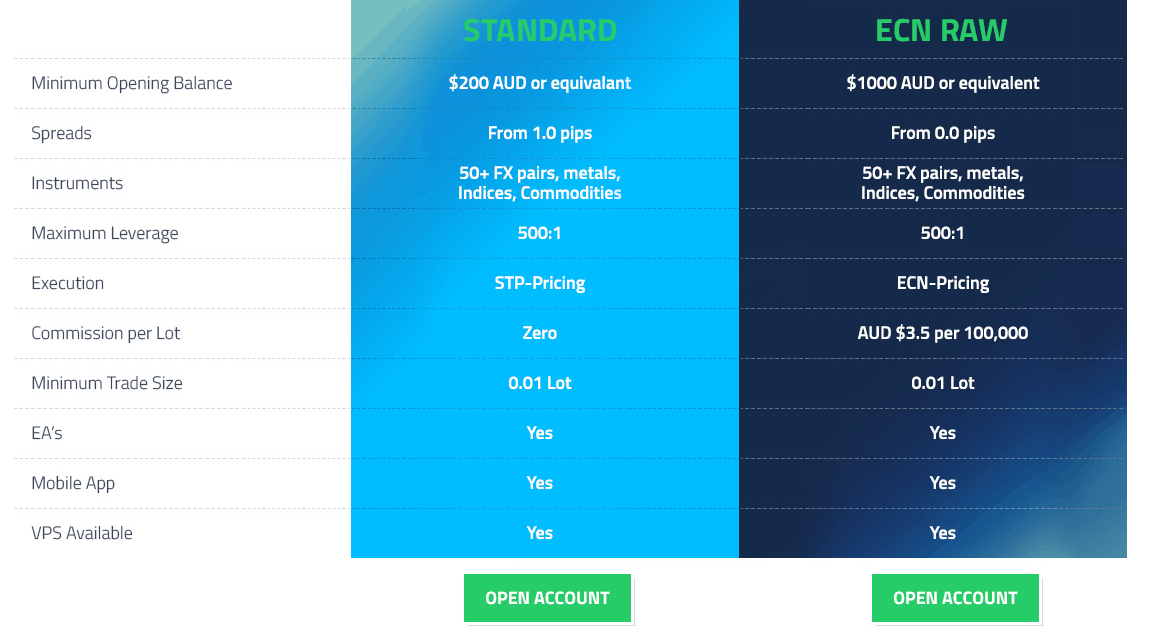 STANDARD ECN RAW
Minimum Opening Balance $200 AUD or equivalant $1000 AUD or equivalent
Spreads From 1.0 pips From 0.0 pips
Instruments 50+ FX pairs, metals, 50+ FX pairs, metals,
Indices, Commodities Indices, Commodities
Maximum Leverage 500:1 500:1
Execution STP-Pricing ECN-Pricing
Commission per Lot Zero AUD $3.5 per 100,000
Minimum Trade Size 0.01 Lot 0.01 Lot
EA's Yes Yes
Mobile App Yes Yes
VPS Available Yes Yes
OPEN ACCOUNT OPEN ACCOUNT